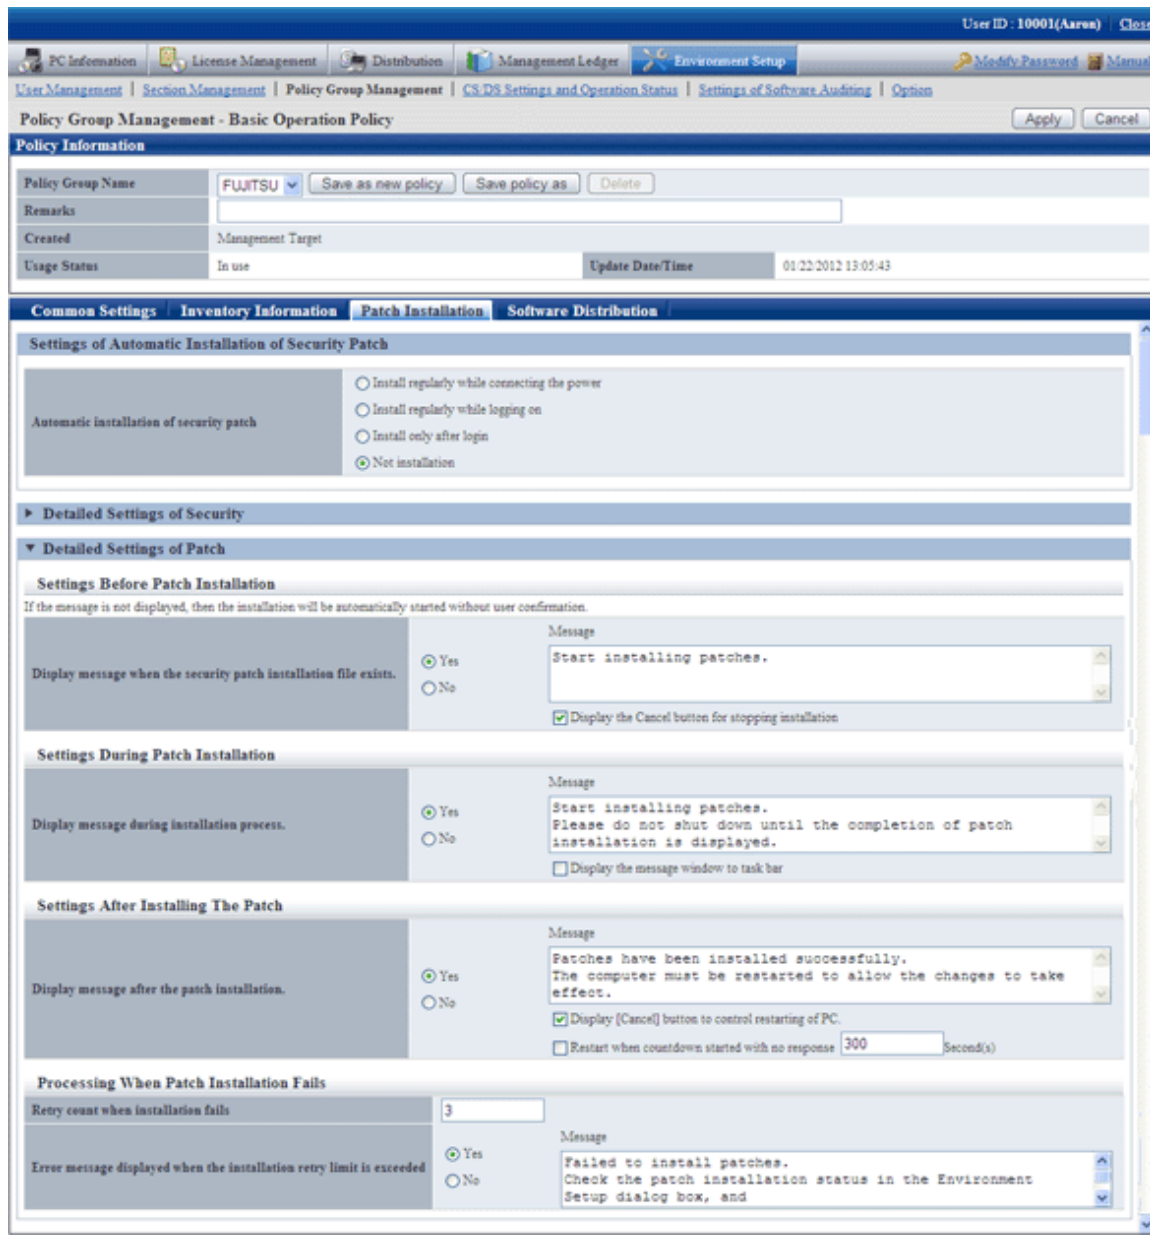 User ID : 10001(Aaron) Close
PC Information License Management Distribution Management Ledger Environment Setup Modify Password Manual
User Management | Section Management | Policy Group Management | CS/DS Settings and Operation Status | Settings of Software Auditing | Option
Policy Group Management - Basic Operation Policy Apply Cancel
Policy Information
Policy Group Name FUJITSU Save as new policy Save policy as Delete
Remarks
Created Management Target
Usage Status In use Update Date/Time 01/22/2012 13:05:43
Common Settings Inventory Information Patch Installation Software Distribution
Settings of Automatic Installation of Security Patch
Install regularly while connecting the power
Install regularly while logging on
Automatic installation of security patch
Install only after login
Not installation
Detailed Settings of Security
Detailed Settings of Patch
Settings Before Patch Installation
If the message is not displayed, then the installation will be automatically started without user confirmation.
Message
Display message when the security patch installation file exists. Yes Start installing patches.
No
Display the Cancel button for stopping installation
Settings During Patch Installation
Message
Display message during installation process. Yes Start installing patches.
No Please do not shut down until the completion of patch
installation is displayed.
Display the message window to task bar
Settings After Installing The Patch
Message
Patches have been installed successfully.
Display message after the patch installation. Yes The computer must be restarted to allow the changes to take
No effect.
Display [Cancel] button to control restarting of PC.
Restart when countdown started with no response 300 Second(s)
Processing When Patch Installation Fails
Retry count when installation fails 3
Message
Error message displayed when the installation retry limit is exceeded Yes Failed to install patches.
No Check the patch installation status in the Environment
Setup dialog box, and